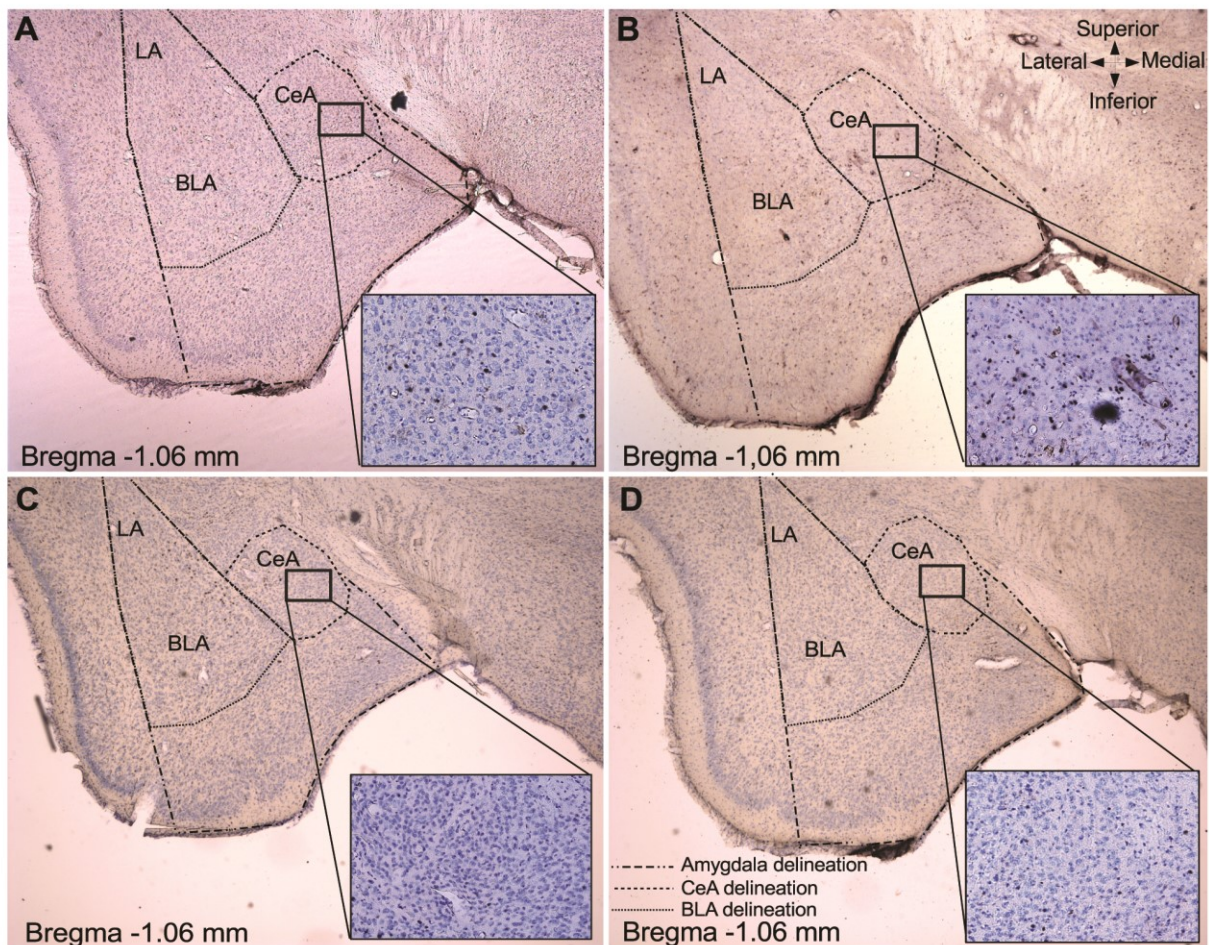 A
LA
CeA
BLA
Bregma -1.06 mm
B
Superior
Lateral Medial
Inferior
LA
CeA
BLA
Bregma -1,06 mm
C
LA
CeA
BLA
Bregma -1.06 mm
D
LA
CeA
BLA
Amygdala delineation
CeA delineation
BLA delineation
Bregma -1.06 mm